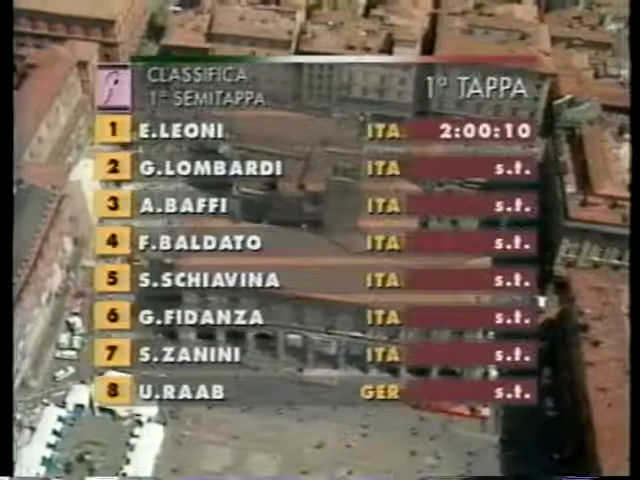 CLASSIFICA
1ª SEMITAPPA
1ª TAPPA
1 E.LEONI ITA 2:00:10
2 G.LOMBARDI ITA s.t.
3 A.BAFFI ITA s.t.
4 F.BALDATO ITA s.t.
5 S.SCHIAVINA ITA s.t.
6 G.FIDANZA ITA s.t.
7 S.ZANINI ITA s.t.
8 U.RAAB GER s.t.